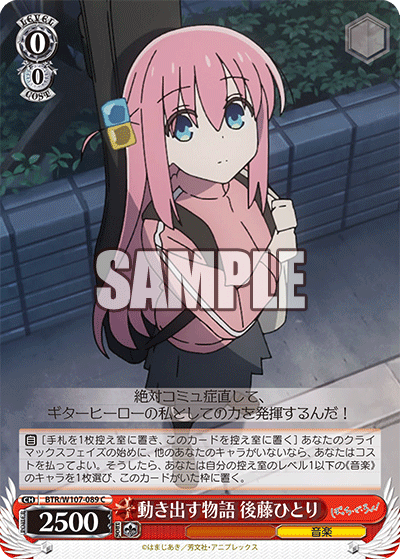 LEVEL
0
0
COST
SAMPLE
絶対コミュ症直して、
ギターヒーローの私としての力を発揮するんだ！
自［手札を1枚控え室に置き、このカードを控え室に置く］あなたのクライ
マックスフェイズの始めに、他のあなたのキャラがいないなら、あなたはコ
ストを払ってよい。そうしたら、あなたは自分の控え室のレベル1以下の《音楽》
のキャラを1枚選び、このカードがいた枠に置く。
CH BTR/W107-089 C
動き出す物語 後藤ひとり
ぼっち・ざ・ろっく！
2500
音楽
©はまじあき／芳文社・アニプレックス